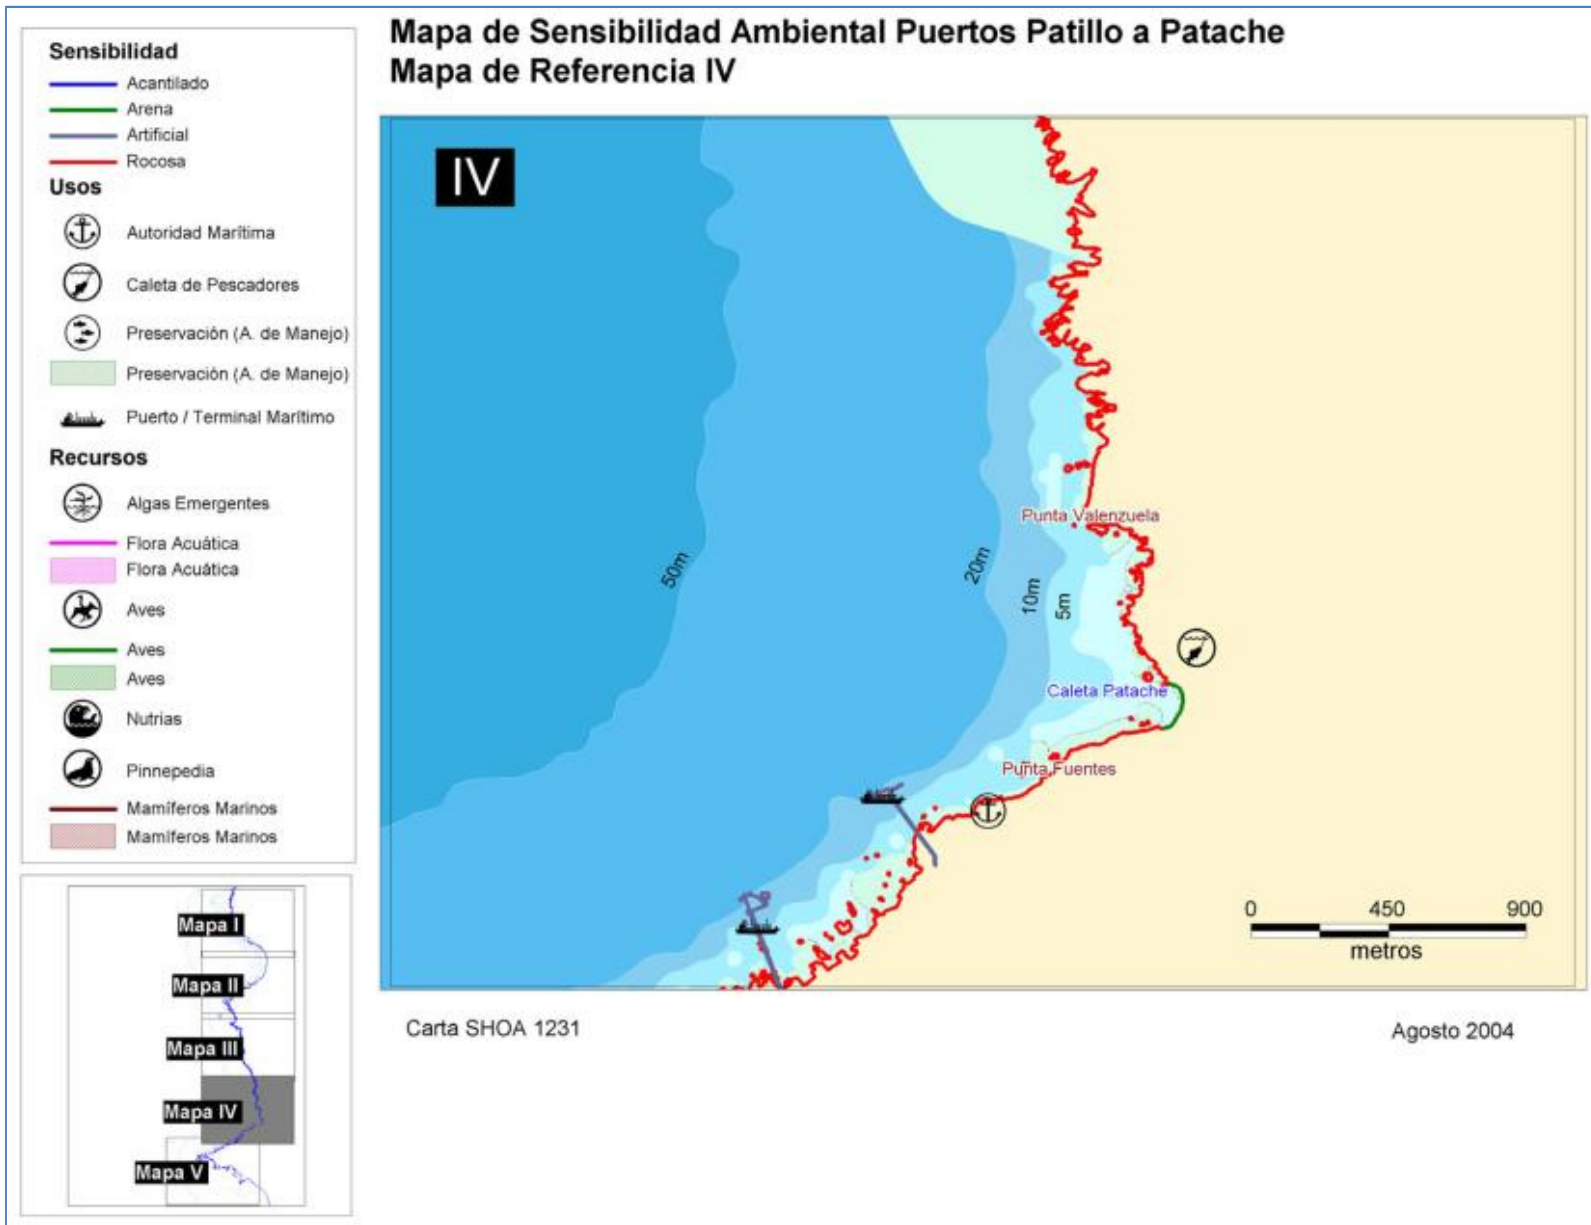 Mapa de Sensibilidad Ambiental Puertos Patillo a Patache
Mapa de Referencia IV
Sensibilidad
Acantilado
Arena
Artificial
Rocosa
Usos
Autoridad Marítima
Caleta de Pescadores
Preservación (A. de Manejo)
Preservación (A. de Manejo)
Puerto / Terminal Marítimo
Recursos
Algas Emergentes
Flora Acuática
Flora Acuática
Aves
Aves
Aves
Nutrias
Pinnepedia
Mamíferos Marinos
Mamíferos Marinos
Mapa I
Mapa II
Mapa III
Mapa IV
Mapa V
IV
Punta Valenzuela
50m
20m
10m
5m
Caleta Patache
Punta Fuentes
0 450 900
metros
Carta SHOA 1231
Agosto 2004